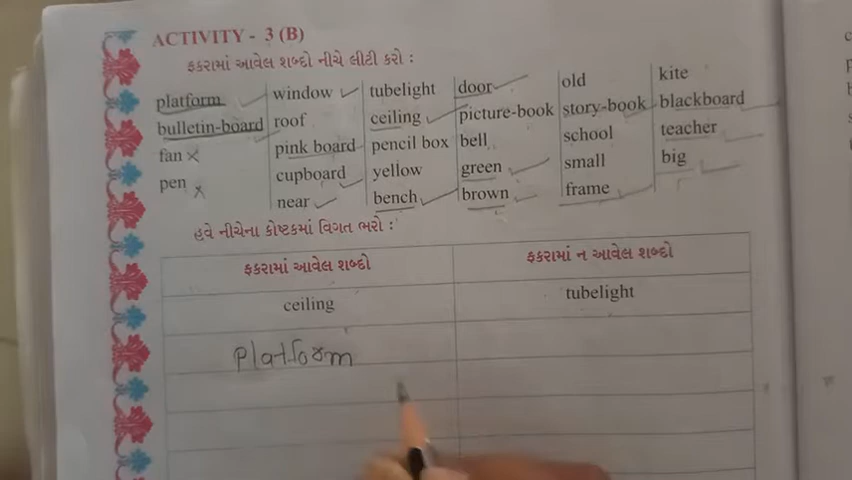 ACTIVITY - 3 (B)
ફકરામાં આવેલ શબ્દો નીચે લીટી કરો :
platform window tubelight door old kite
bulletin-board roof ceiling picture-book story-book blackboard
fan pink board pencil box bell school teacher
pen cupboard yellow green small big
near bench brown frame
હવે નીચેના કોષ્ટકમાં વિગત ભરો :
ફકરામાં આવેલ શબ્દો ફકરામાં ન આવેલ શબ્દો
ceiling tubelight
Platform